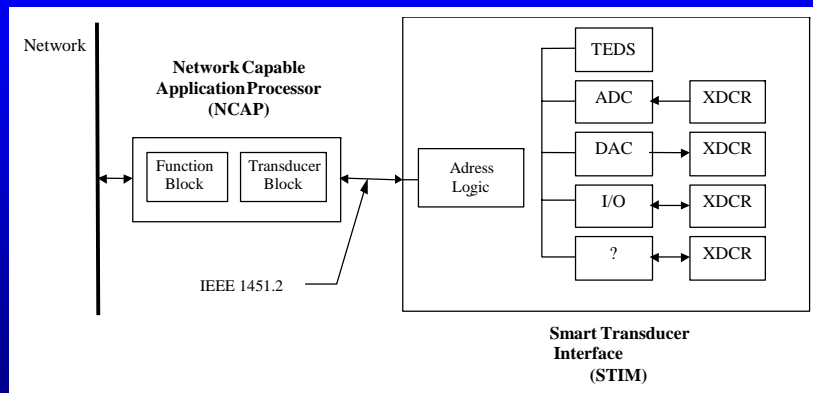 Network
Network Capable
Application Processor
(NCAP)
Function
Block
Transducer
Block
IEEE 1451.2
Adress
Logic
TEDS
ADC
XDCR
DAC
XDCR
I/O
XDCR
?
XDCR
Smart Transducer
Interface
(STIM)